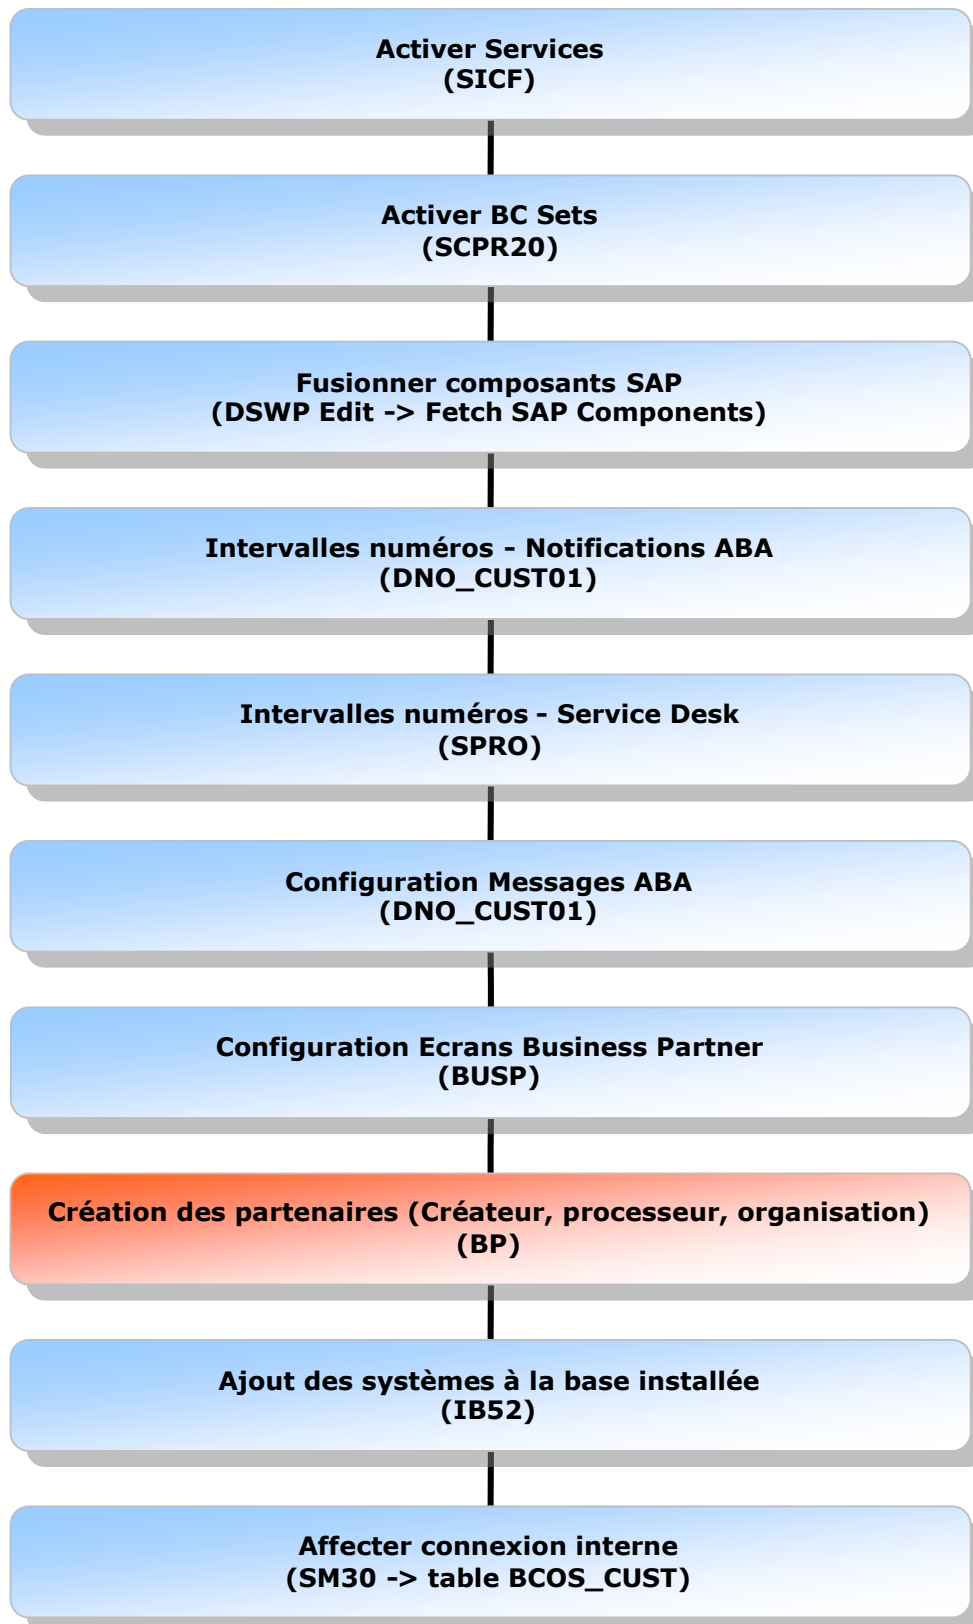 Activer Services
(SICF)
Activer BC Sets
(SCPR20)
Fusionner composants SAP
(DSWP Edit -> Fetch SAP Components)
Intervalles numéros - Notifications ABA
(DNO_CUST01)
Intervalles numéros - Service Desk
(SPRO)
Configuration Messages ABA
(DNO_CUST01)
Configuration Ecrans Business Partner
(BUSP)
Création des partenaires (Créateur, processeur, organisation)
(BP)
Ajout des systèmes à la base installée
(IB52)
Affecter connexion interne
(SM30 -> table BCOS_CUST)